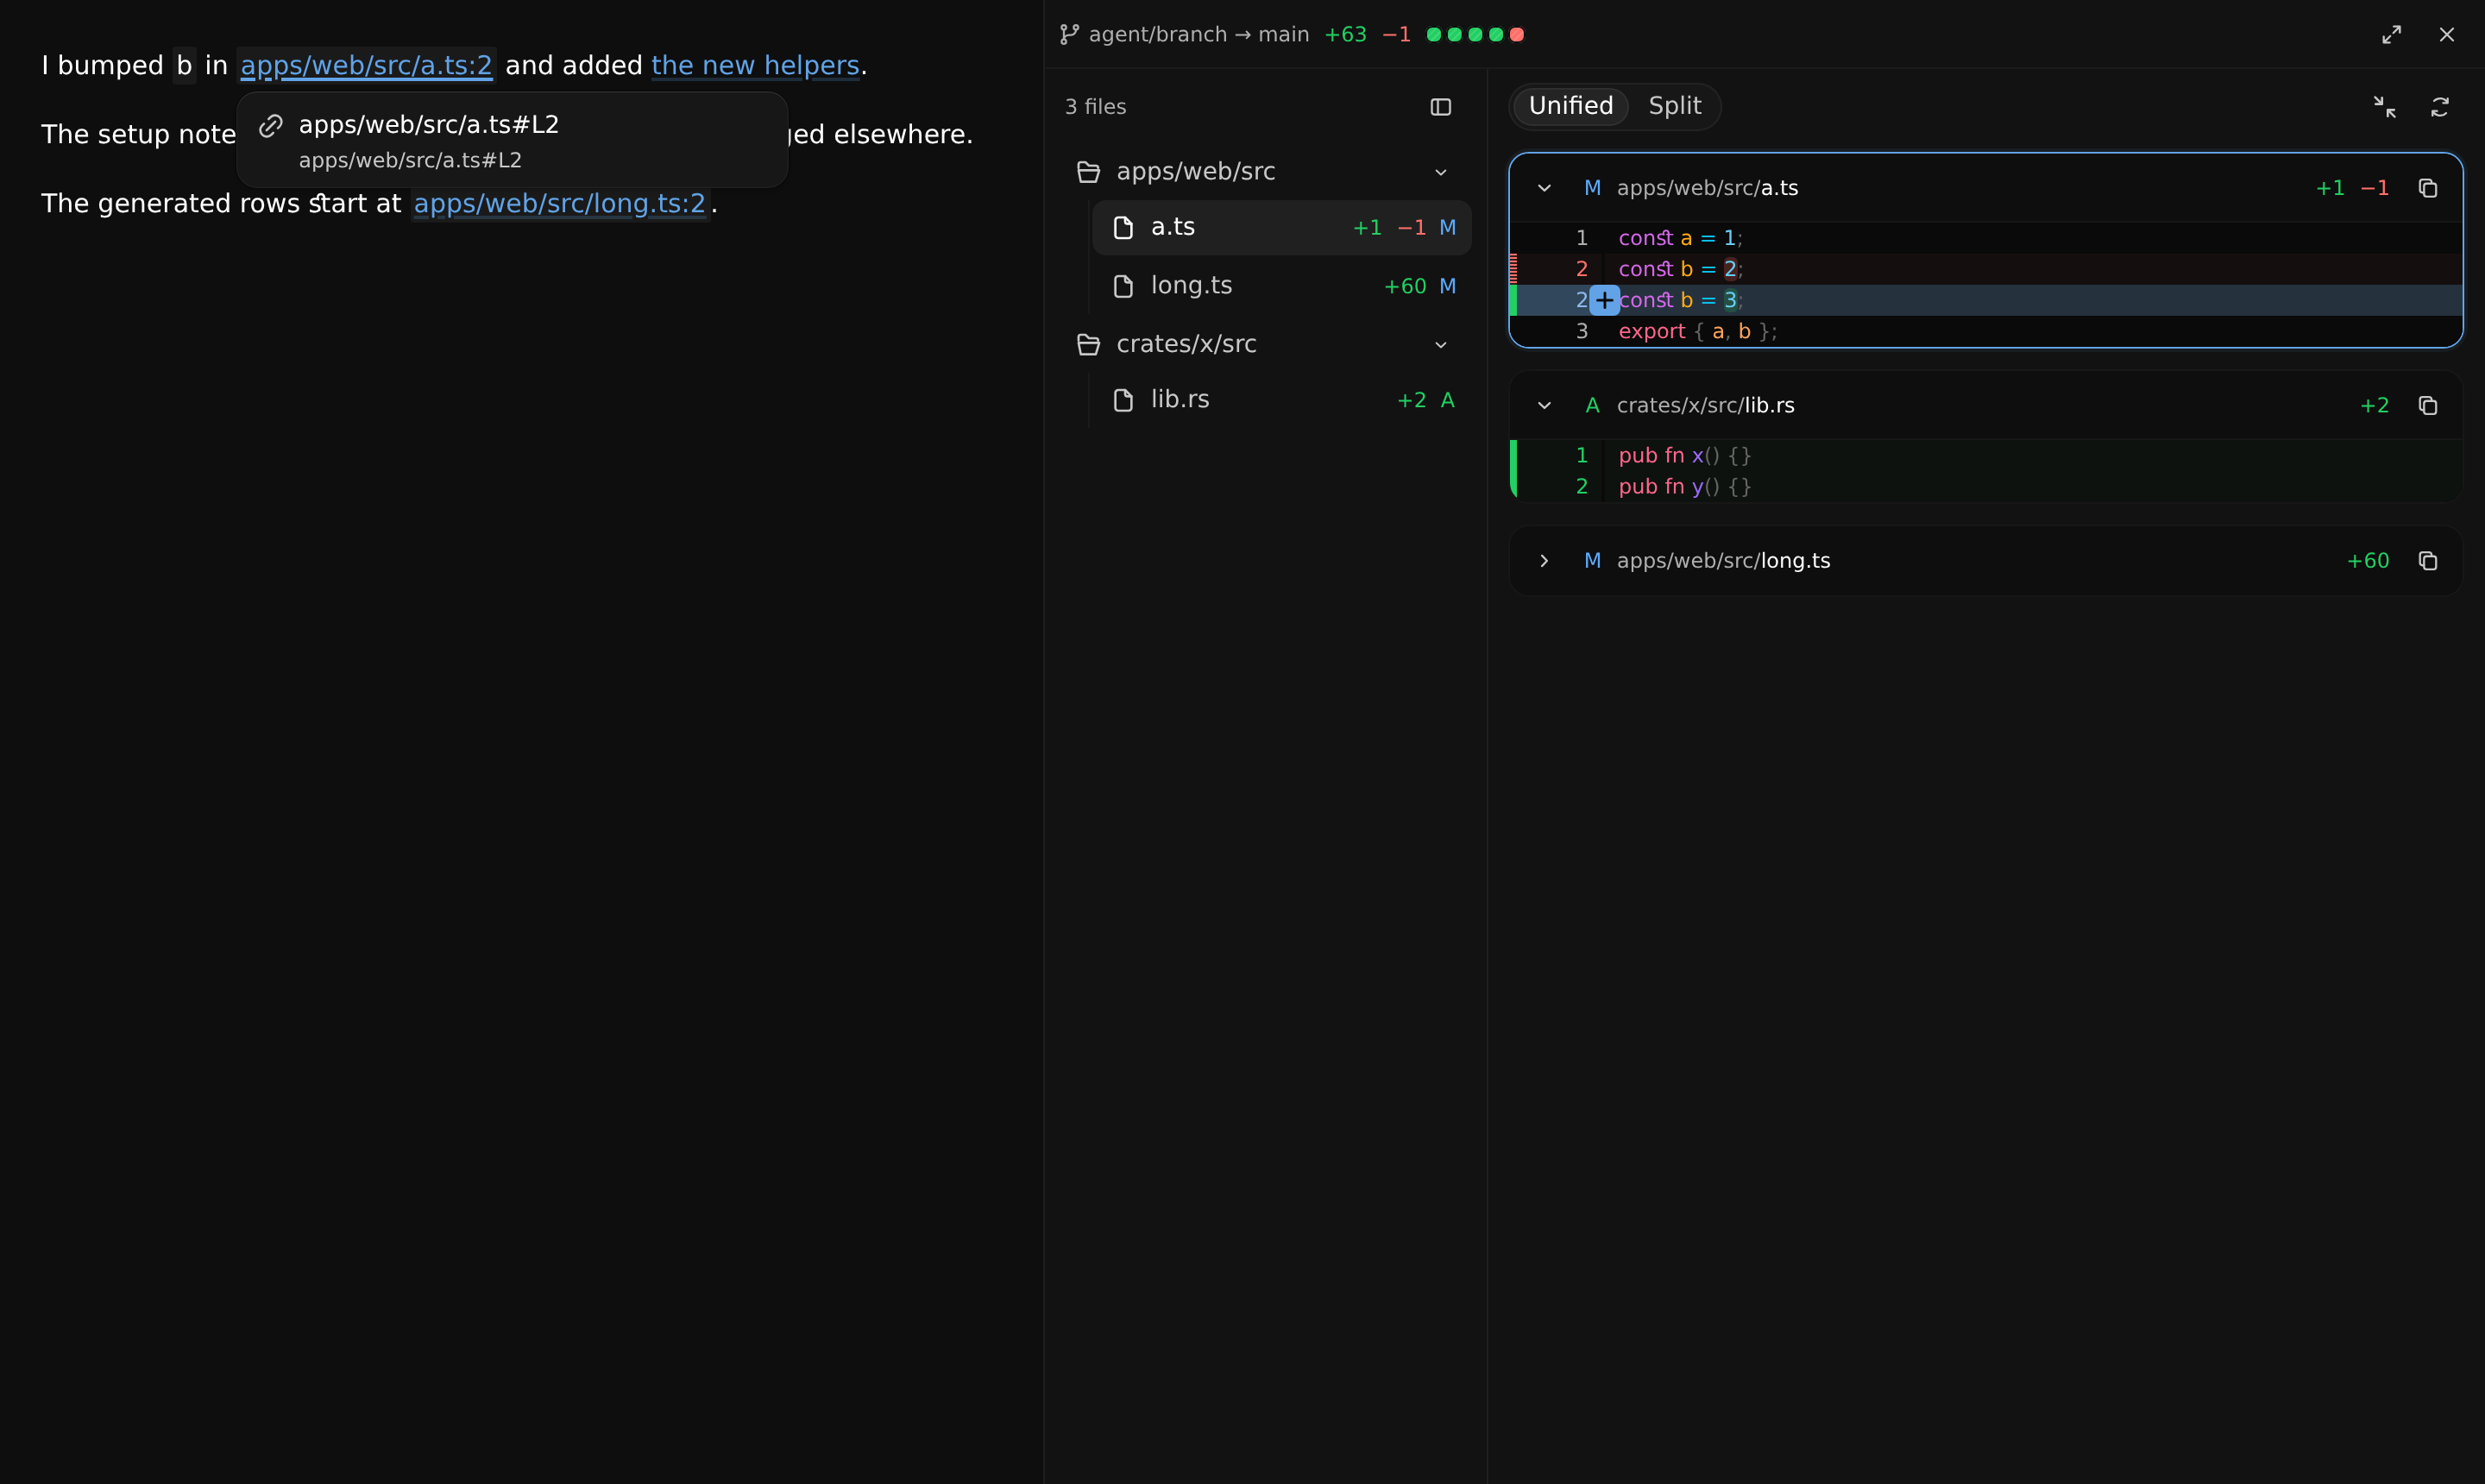 I bumped b in apps/web/src/a.ts:2 and added the new helpers.
apps/web/src/a.ts#L2
The setup note ed elsewhere.
apps/web/src/a.ts#L2
The generated rows start at apps/web/src/long.ts:2.
agent/branch → main +63 −1
3 files
apps/web/src
a.ts +1 −1 M
long.ts +60 M
crates/x/src
lib.rs +2 A
Unified Split
M apps/web/src/a.ts +1 −1
1 const a = 1;
2 const b = 2;
2 + const b = 3;
3 export { a, b };
A crates/x/src/lib.rs +2
1 pub fn x() {}
2 pub fn y() {}
M apps/web/src/long.ts +60